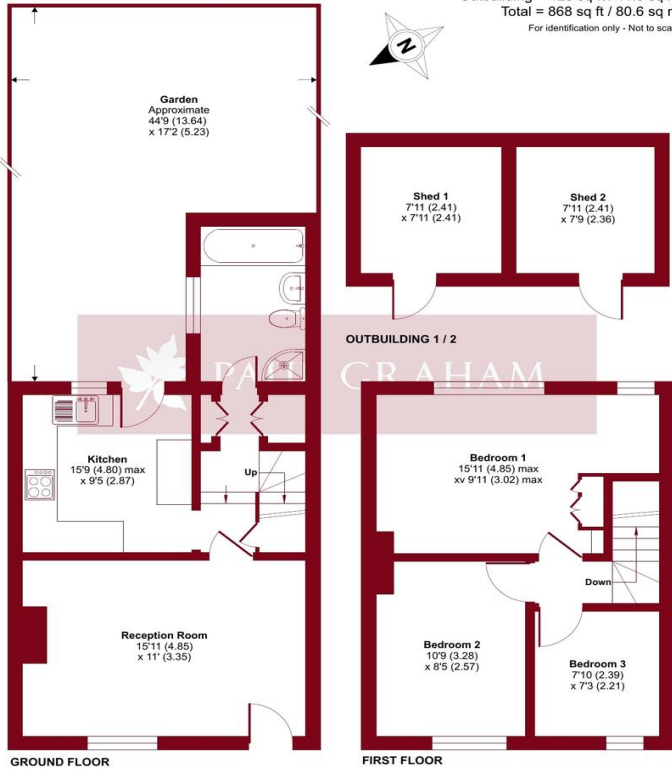 Total = 868 sq ft / 80.6 sq m
For identification only - Not to sca
N
Garden
Approximate
44'9 (13.64)
x 17'2 (5.23)
Shed 1
7'11 (2.41)
x 7'11 (2.41)
Shed 2
7'11 (2.41)
x 7'9 (2.36)
OUTBUILDING 1 / 2
PAUL GRAHAM
Kitchen
15'9 (4.80) max
x 9'5 (2.87)
Up
Bedroom 1
15'11 (4.85) max
xv 9'11 (3.02) max
Down
Reception Room
15'11 (4.85)
x 11' (3.35)
Bedroom 2
10'9 (3.28)
x 8'5 (2.57)
Bedroom 3
7'10 (2.39)
x 7'3 (2.21)
GROUND FLOOR
FIRST FLOOR